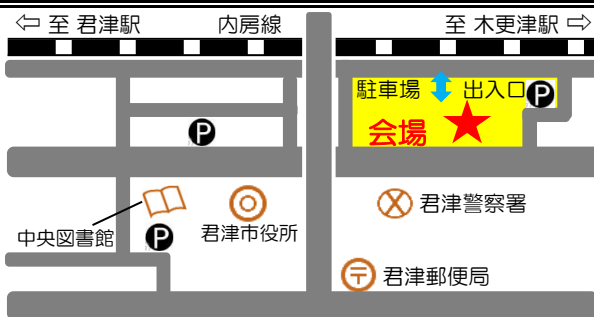 ⇦ 至 君津駅
内房線
至 木更津駅 ⇨
駐車場
出入口
P
会場
P
君津警察署
中央図書館
P
君津市役所
〒 君津郵便局